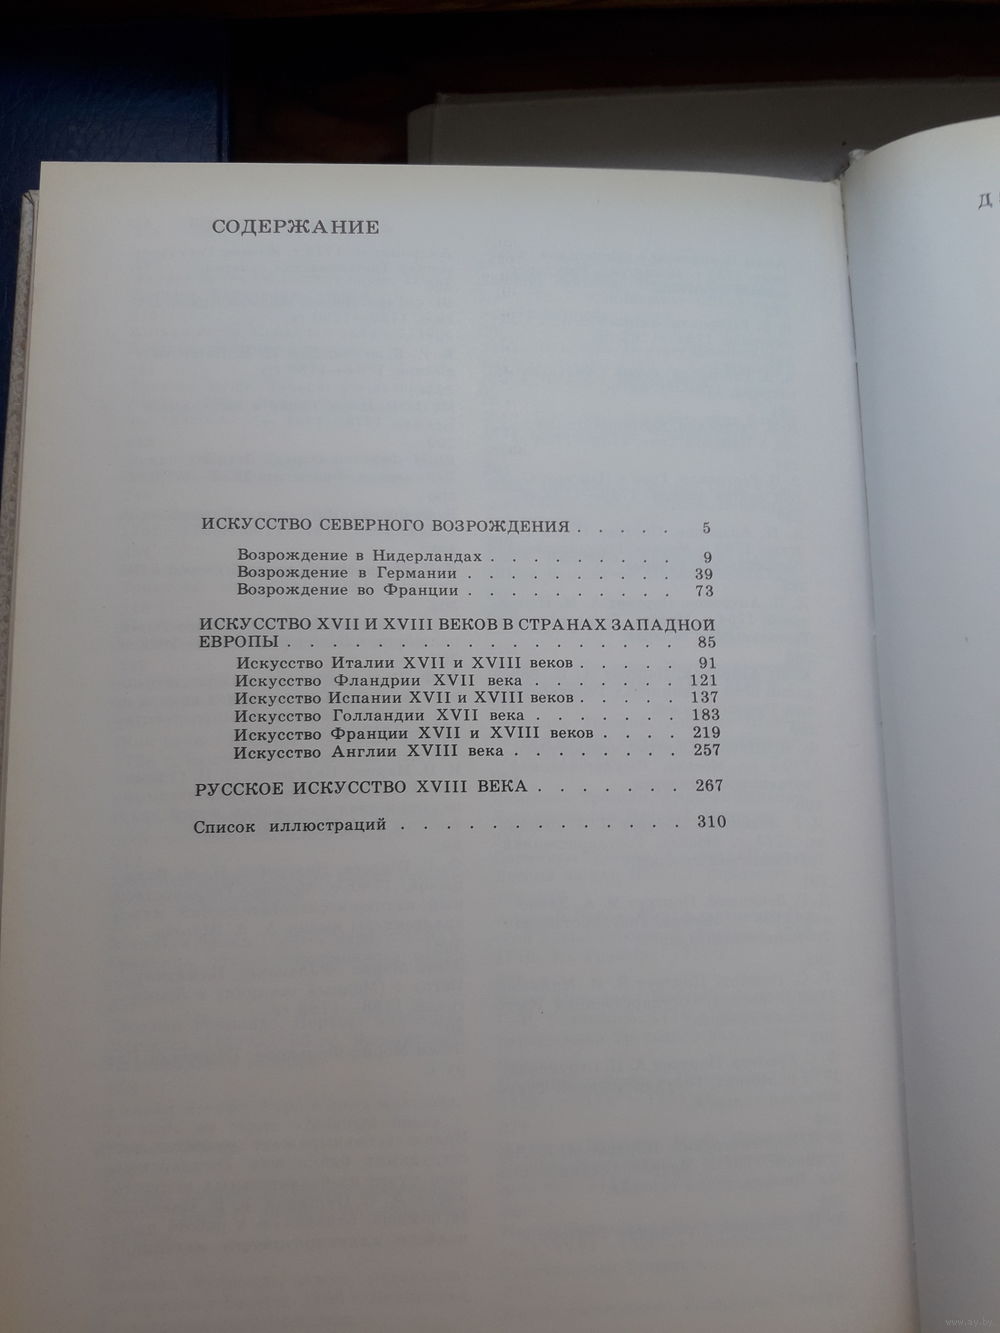 СОДЕРЖАНИЕ
ИСКУССТВО СЕВЕРНОГО ВОЗРОЖДЕНИЯ . . . . . 5
Возрождение в Нидерландах . . . . . . . . . 9
Возрождение в Германии . . . . . . . . . . 39
Возрождение во Франции . . . . . . . . . . 73
ИСКУССТВО XVII И XVIII ВЕКОВ В СТРАНАХ ЗАПАДНОЙ
ЕВРОПЫ . . . . . . . . . . . . . . . . 85
Искусство Италии XVII и XVIII веков . . . . . 91
Искусство Фландрии XVII века . . . . . . . 121
Искусство Испании XVII и XVIII веков . . . . . 137
Искусство Голландии XVII века . . . . . . . 183
Искусство Франции XVII и XVIII веков . . . . 219
Искусство Англии XVIII века . . . . . . . . 257
РУССКОЕ ИСКУССТВО XVIII ВЕКА . . . . . . . 267
Список иллюстраций . . . . . . . . . . . . . 310
www.ay.by